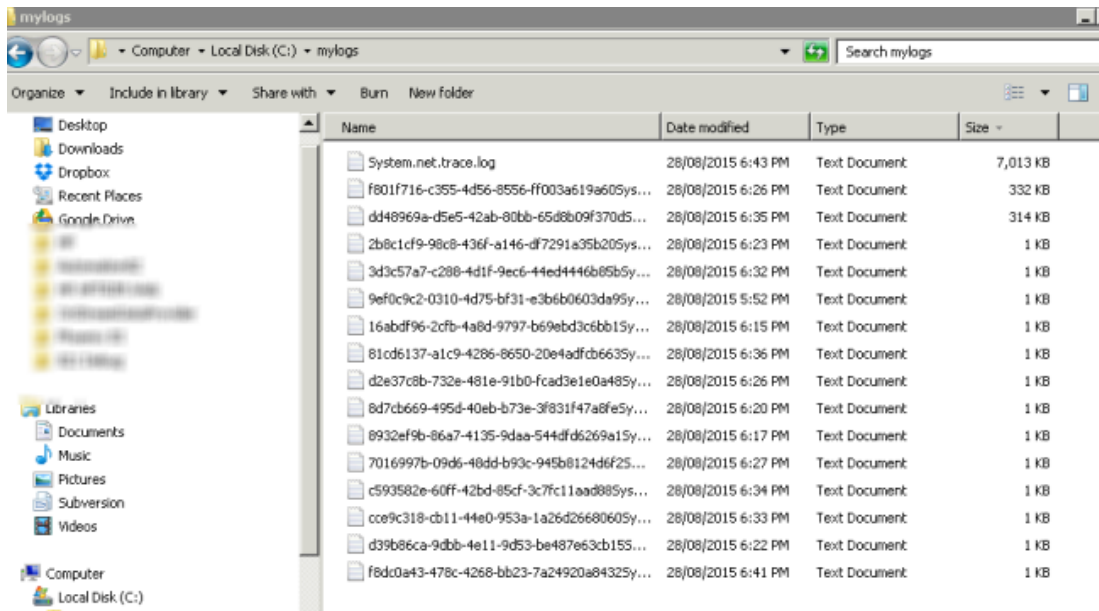 mylogs
Computer Local Disk (C:) mylogs
Search mylogs
Organize Include in library Share with Burn New folder
Desktop
Downloads
Dropbox
Recent Places
Google Drive
Libraries
Documents
Music
Pictures
Subversion
Videos
Computer
Local Disk (C:)
Name Date modified Type Size
System.net.trace.log 28/08/2015 6:43 PM Text Document 7,013 KB
f801f716-c355-4d56-8556-ff003a619a60Sys... 28/08/2015 6:26 PM Text Document 332 KB
dd48969a-d5e5-42ab-80bb-65d8b09f370dS... 28/08/2015 6:35 PM Text Document 314 KB
2b8c1cf9-98c8-436f-a146-df7291a35b20Sys... 28/08/2015 6:23 PM Text Document 1 KB
3d3c57a7-c288-4d1f-9ec6-44ed4446b85bSy... 28/08/2015 6:32 PM Text Document 1 KB
9ef0c9c2-0310-4d75-bf31-e3b6b0603da9Sy... 28/08/2015 5:52 PM Text Document 1 KB
16abdf96-2cfb-4a8d-9797-b69ebd3c6bb1Sy... 28/08/2015 6:15 PM Text Document 1 KB
81cd6137-a1c9-4286-8650-20e4adfcb663Sy... 28/08/2015 6:36 PM Text Document 1 KB
d2e37c8b-732e-481e-91b0-fcad3e1e0a48Sy... 28/08/2015 6:26 PM Text Document 1 KB
8d7cb669-495d-40eb-b73e-3f831f47a8feSy... 28/08/2015 6:20 PM Text Document 1 KB
8932ef9b-86a7-4135-9daa-544dfd6269a1Sy... 28/08/2015 6:17 PM Text Document 1 KB
7016997b-09d6-48dd-b93c-945b8124d6f2S... 28/08/2015 6:27 PM Text Document 1 KB
c593582e-60ff-42bd-85cf-3c7fc11aad88Sys... 28/08/2015 6:34 PM Text Document 1 KB
cce9c318-cb11-44e0-953a-1a26d2668060Sy... 28/08/2015 6:33 PM Text Document 1 KB
d39b86ca-9dbb-4e11-9d53-be487e63cb15S... 28/08/2015 6:22 PM Text Document 1 KB
f8dc0a43-478c-4268-bb23-7a24920a8432Sy... 28/08/2015 6:41 PM Text Document 1 KB